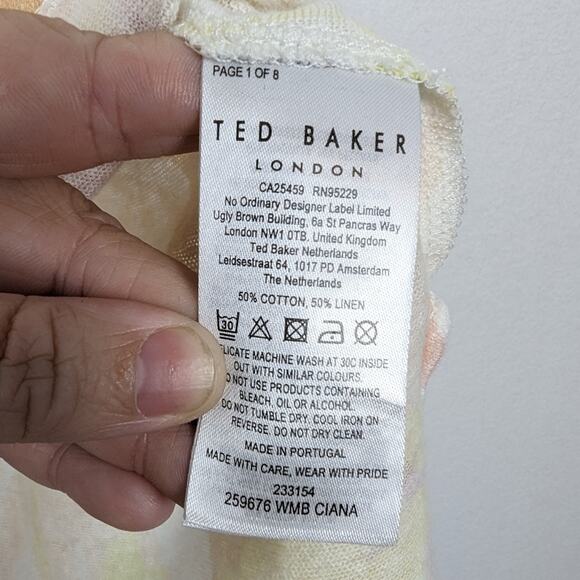 PAGE 1 OF 8
TED BAKER
LONDON
CA25459 RN95229
No Ordinary Designer Label Limited
Ugly Brown Building, 6a St Pancras Way
London NW1 0TB. United Kingdom
Ted Baker Netherlands
Leidsestraat 64, 1017 PD Amsterdam
The Netherlands
50% COTTON, 50% LINEN
30
LICATE MACHINE WASH AT 30C INSIDE
OUT WITH SIMILAR COLOURS.
DO NOT USE PRODUCTS CONTAINING
BLEACH, OIL OR ALCOHOL.
DO NOT TUMBLE DRY. COOL IRON ON
REVERSE. DO NOT DRY CLEAN.
MADE IN PORTUGAL
MADE WITH CARE, WEAR WITH PRIDE
233154
259676 WMB CIANA